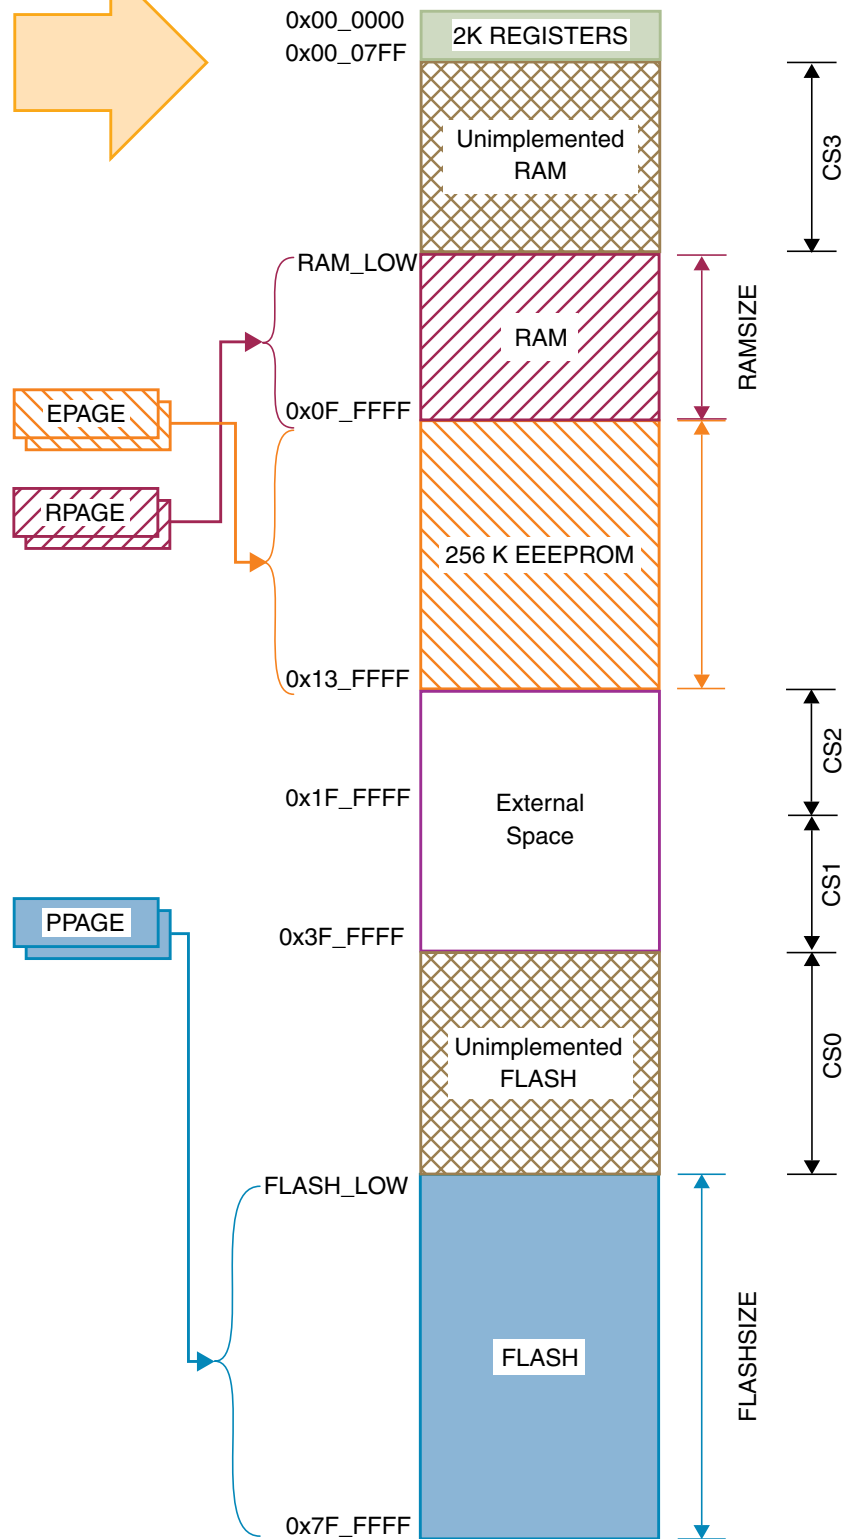 0x00_0000
2K REGISTERS
0x00_07FF
Unimplemented
RAM
CS3
RAM_LOW
RAM
RAMSIZE
0x0F_FFFF
EPAGE
RPAGE
256 K EEEPROM
0x13_FFFF
CS2
0x1F_FFFF
External
Space
CS1
PPAGE
0x3F_FFFF
Unimplemented
FLASH
CS0
FLASH_LOW
FLASH
FLASHSIZE
0x7F_FFFF